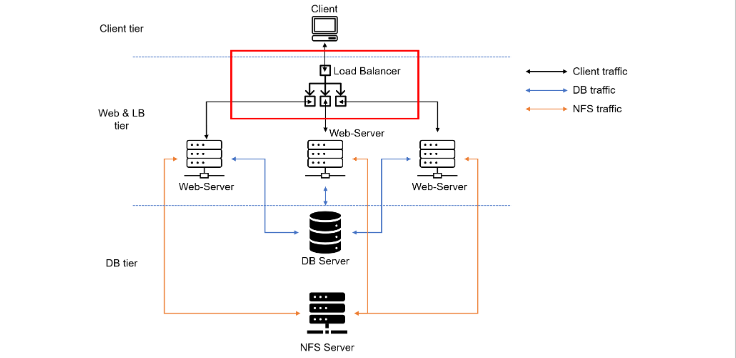 Client
Client tier
Load Balancer
Client traffic
DB traffic
NFS traffic
Web & LB
tier
Web-Server
Web-Server
Web-Server
DB Server
DB tier
NFS Server